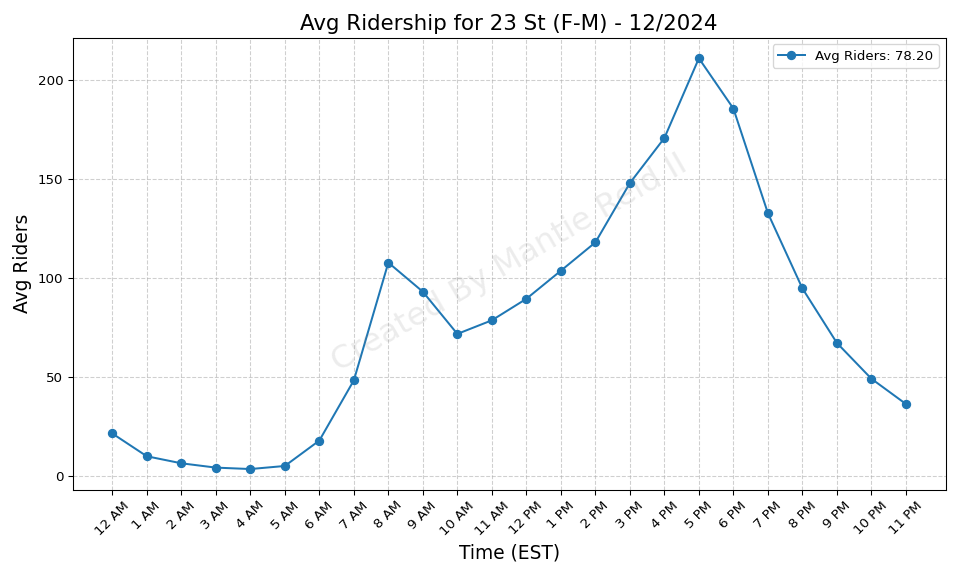 Avg Ridership for 23 St (F-M) - 12/2024
Avg Riders: 78.20
200
150
100
50
0
Avg Riders
Created By Mantle Reid II
12 AM
1 AM
2 AM
3 AM
4 AM
5 AM
6 AM
7 AM
8 AM
9 AM
10 AM
11 AM
12 PM
1 PM
2 PM
3 PM
4 PM
5 PM
6 PM
7 PM
8 PM
9 PM
10 PM
11 PM
Time (EST)